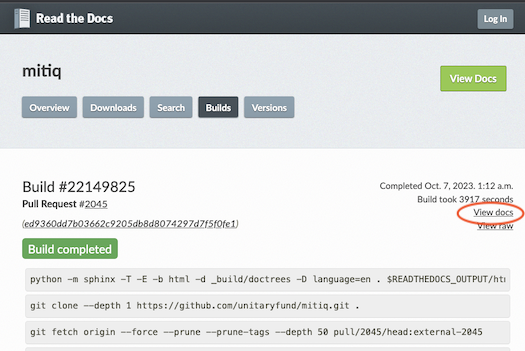 Read the Docs
Log In
mitiq
View Docs
Overview
Downloads
Search
Builds
Versions
Build #22149825
Completed Oct. 7, 2023. 1:12 a.m.
Pull Request #2045
Build took 3917 seconds
View docs
(ed9360dd7b03662c9205db8d8074297d7f5f0fe1)
View raw
Build completed
python -m sphinx -T -E -b html -d _build/doctrees -D language=en . $READTHEDOCS_OUTPUT/htm
git clone --depth 1 https://github.com/unitaryfund/mitiq.git .
git fetch origin --force --prune --prune-tags --depth 50 pull/2045/head:external-2045